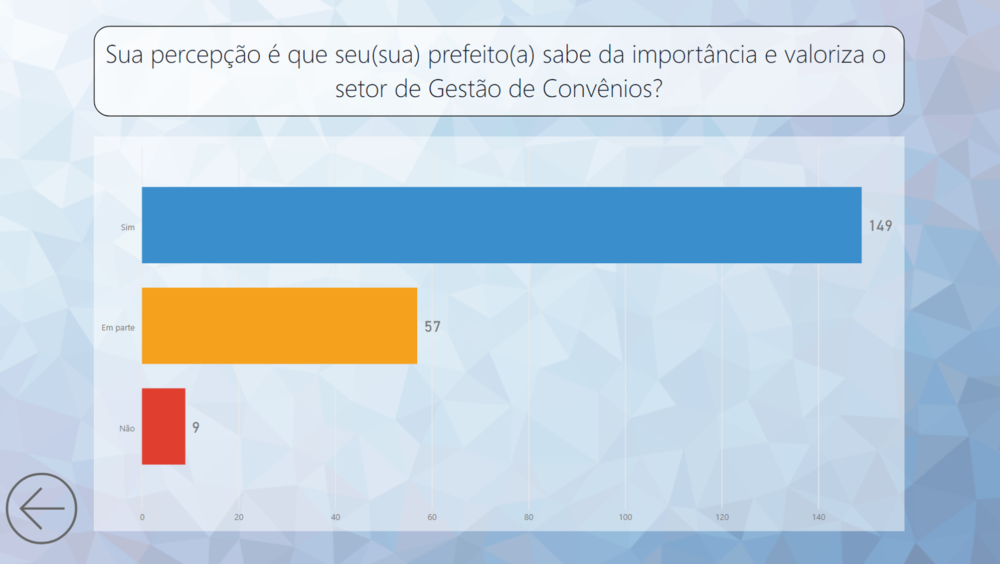 Sua percepção é que seu(sua) prefeito(a) sabe da importância e valoriza o
setor de Gestão de Convênios?
Sim
149
Em parte
57
Não
9
0 20 40 60 80 100 120 140